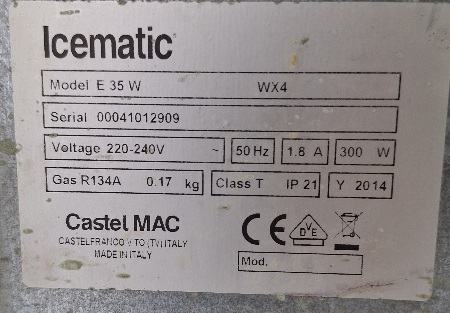 Icematic
Model E 35 W WX4
Serial 00041012909
Voltage 220-240V ~ 50 Hz 1.8 A 300 W
Gas R134A 0.17 kg Class T IP 21 Y 2014
Castel MAC
CASTELFRANCO V.TO (TV) ITALY
MADE IN ITALY
CE
DVE
Mod.